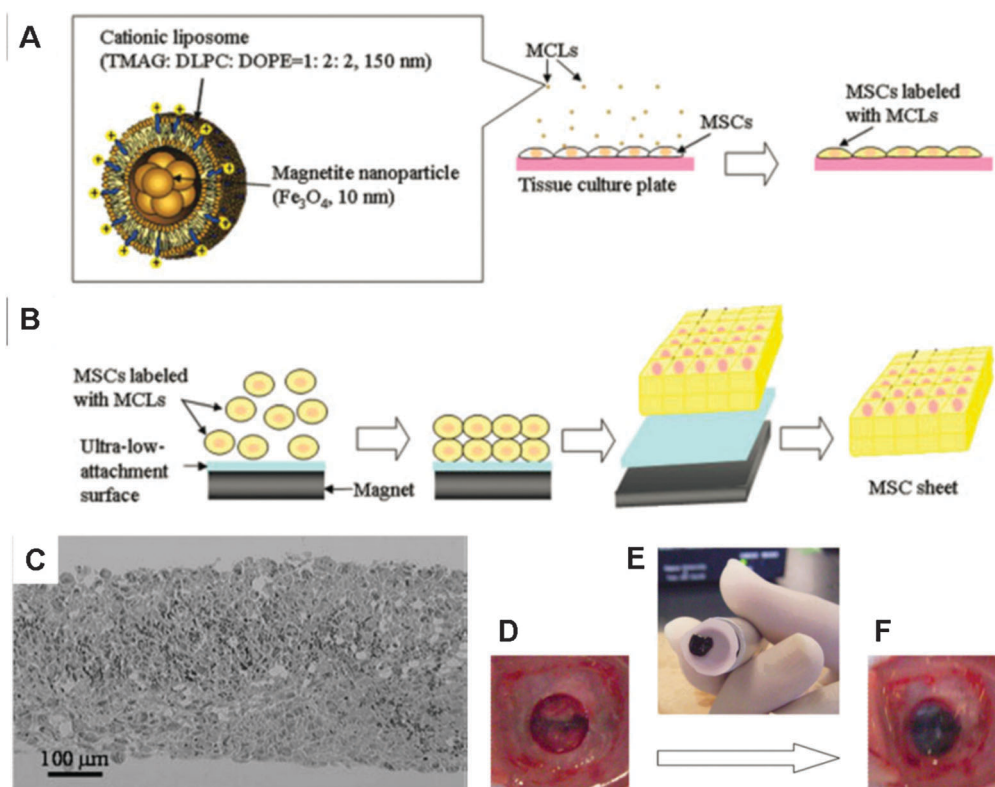 A
Cationic liposome
(TMAG: DLPC: DOPE=1: 2: 2, 150 nm)
Magnetite nanoparticle
(Fe3O4, 10 nm)
MCLs
MSCs
Tissue culture plate
MSCs labeled
with MCLs
B
MSCs labeled
with MCLs
Ultra-low-
attachment
surface
Magnet
MSC sheet
C
100 µm
D
E
F